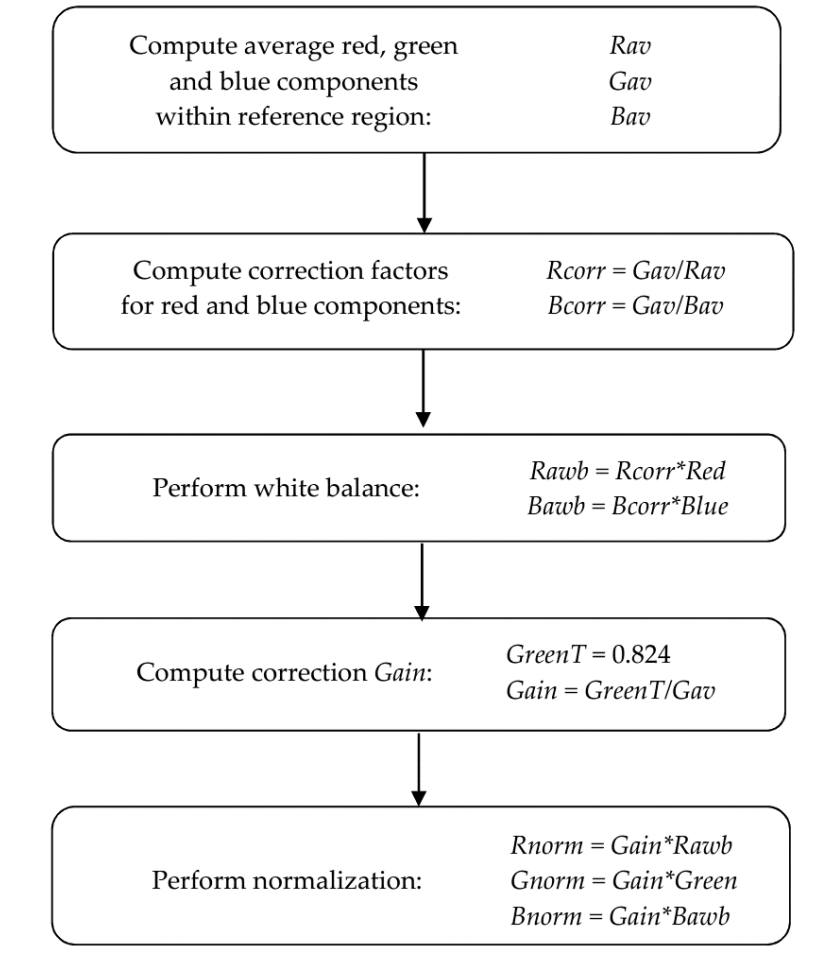 Compute average red, green
and blue components
within reference region:
Rav
Gav
Bav
Compute correction factors
for red and blue components:
Rcorr = Gav/Rav
Bcorr = Gav/Bav
Perform white balance:
Rawb = Rcorr*Red
Bawb = Bcorr*Blue
Compute correction Gain:
GreenT = 0.824
Gain = GreenT/Gav
Perform normalization:
Rnorm = Gain*Rawb
Gnorm = Gain*Green
Bnorm = Gain*Bawb